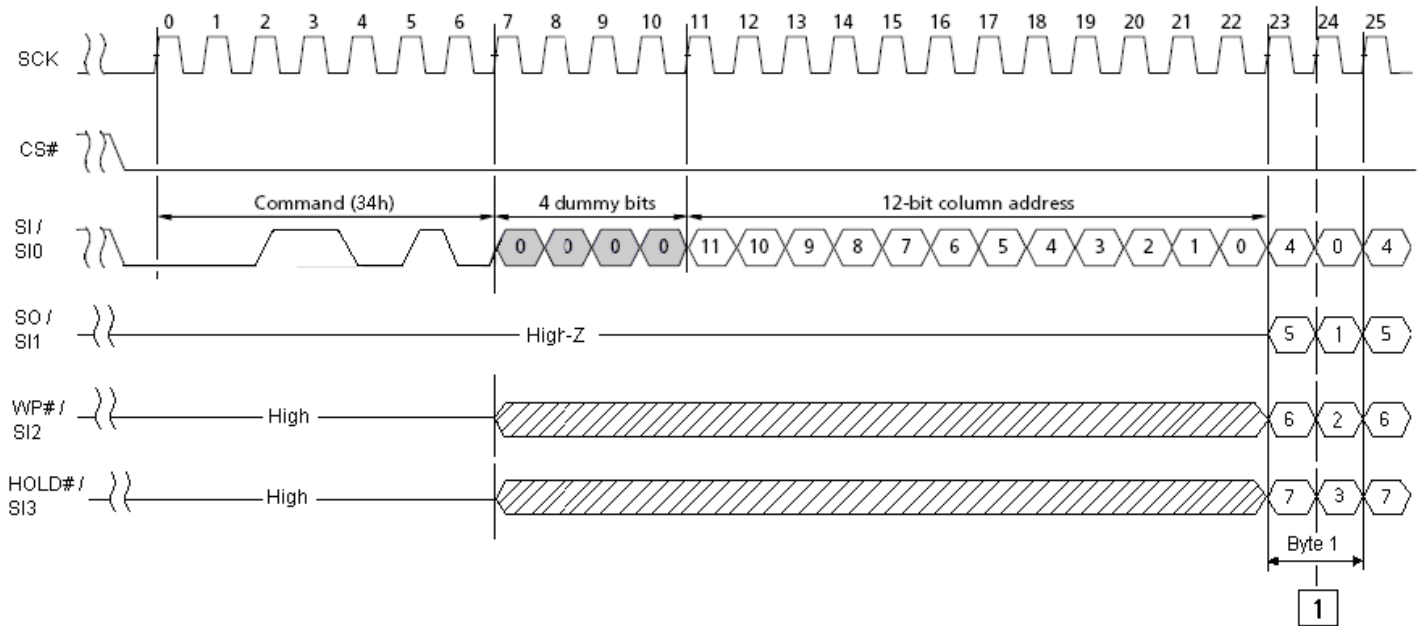 0 1 2 3 4 5 6 7 8 9 10 11 12 13 14 15 16 17 18 19 20 21 22 23 24 25
SCK
CS#
Command (34h) 4 dummy bits 12-bit column address
SI /
SI0
0 0 0 0 11 10 9 8 7 6 5 4 3 2 1 0 4 0 4
SO /
SI1
High-Z 5 1 5
WP# /
SI2
High 6 2 6
HOLD# /
SI3
High 7 3 7
Byte 1
1